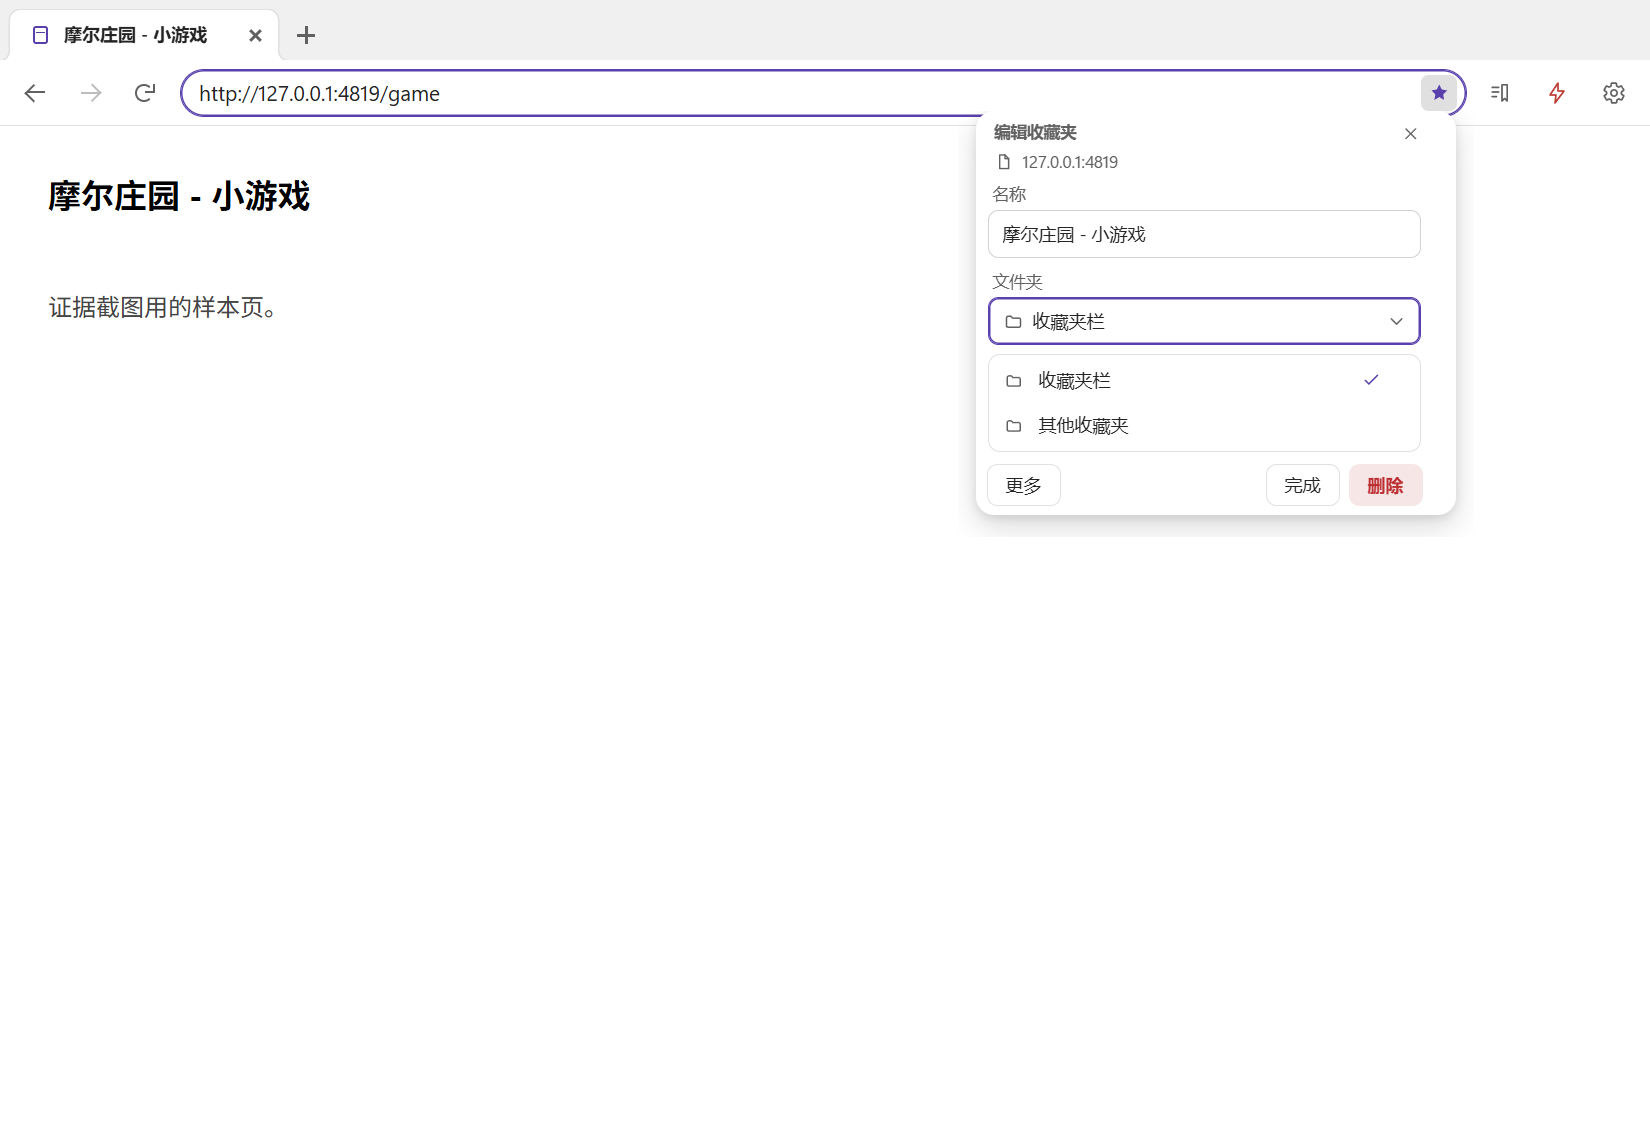 摩尔庄园 - 小游戏
http://127.0.0.1:4819/game
编辑收藏夹
127.0.0.1:4819
名称
摩尔庄园 - 小游戏
文件夹
收藏夹栏
收藏夹栏
其他收藏夹
更多
完成
删除
摩尔庄园 - 小游戏
证据截图用的样本页。